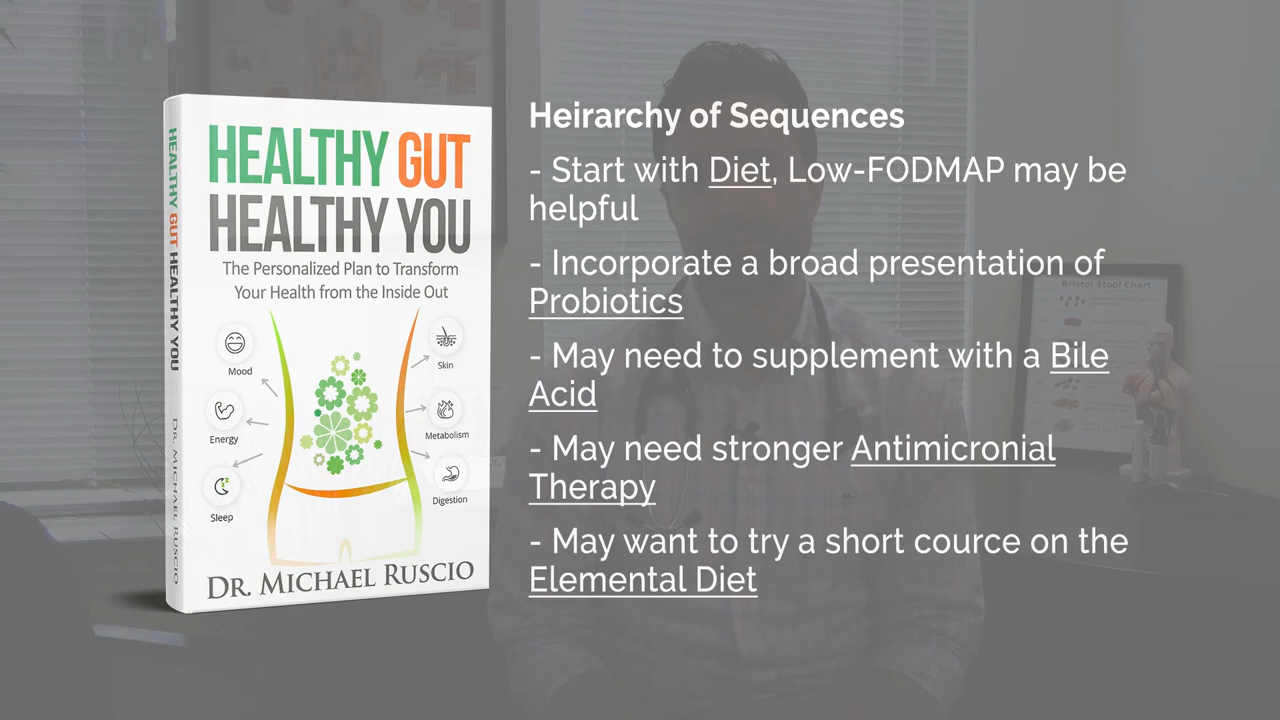 HEALTHY GUT
HEALTHY YOU
The Personalized Plan to Transform
Your Health from the Inside Out
Mood
Energy
Sleep
Skin
Metabolism
Digestion
DR. MICHAEL RUSCIO
HEALTHY GUT HEALTHY YOU
DR. MICHAEL RUSCIO
Heirarchy of Sequences
- Start with Diet, Low-FODMAP may be
helpful
- Incorporate a broad presentation of
Probiotics
- May need to supplement with a Bile
Acid
- May need stronger Antimicronial
Therapy
- May want to try a short cource on the
Elemental Diet
Bristol Stool Chart